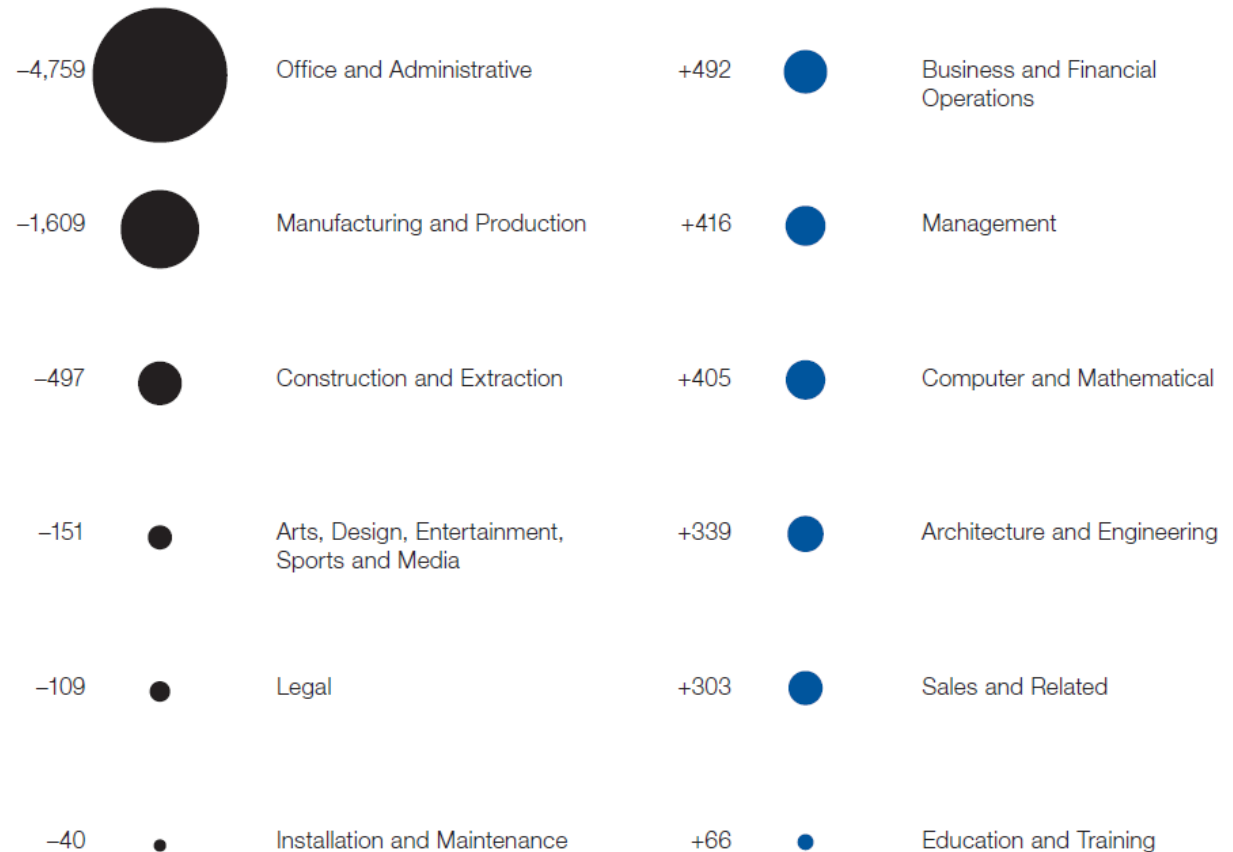 –4,759 Office and Administrative
+492 Business and Financial
Operations
–1,609 Manufacturing and Production
+416 Management
–497 Construction and Extraction
+405 Computer and Mathematical
–151 Arts, Design, Entertainment,
Sports and Media
+339 Architecture and Engineering
–109 Legal
+303 Sales and Related
–40 Installation and Maintenance
+66 Education and Training